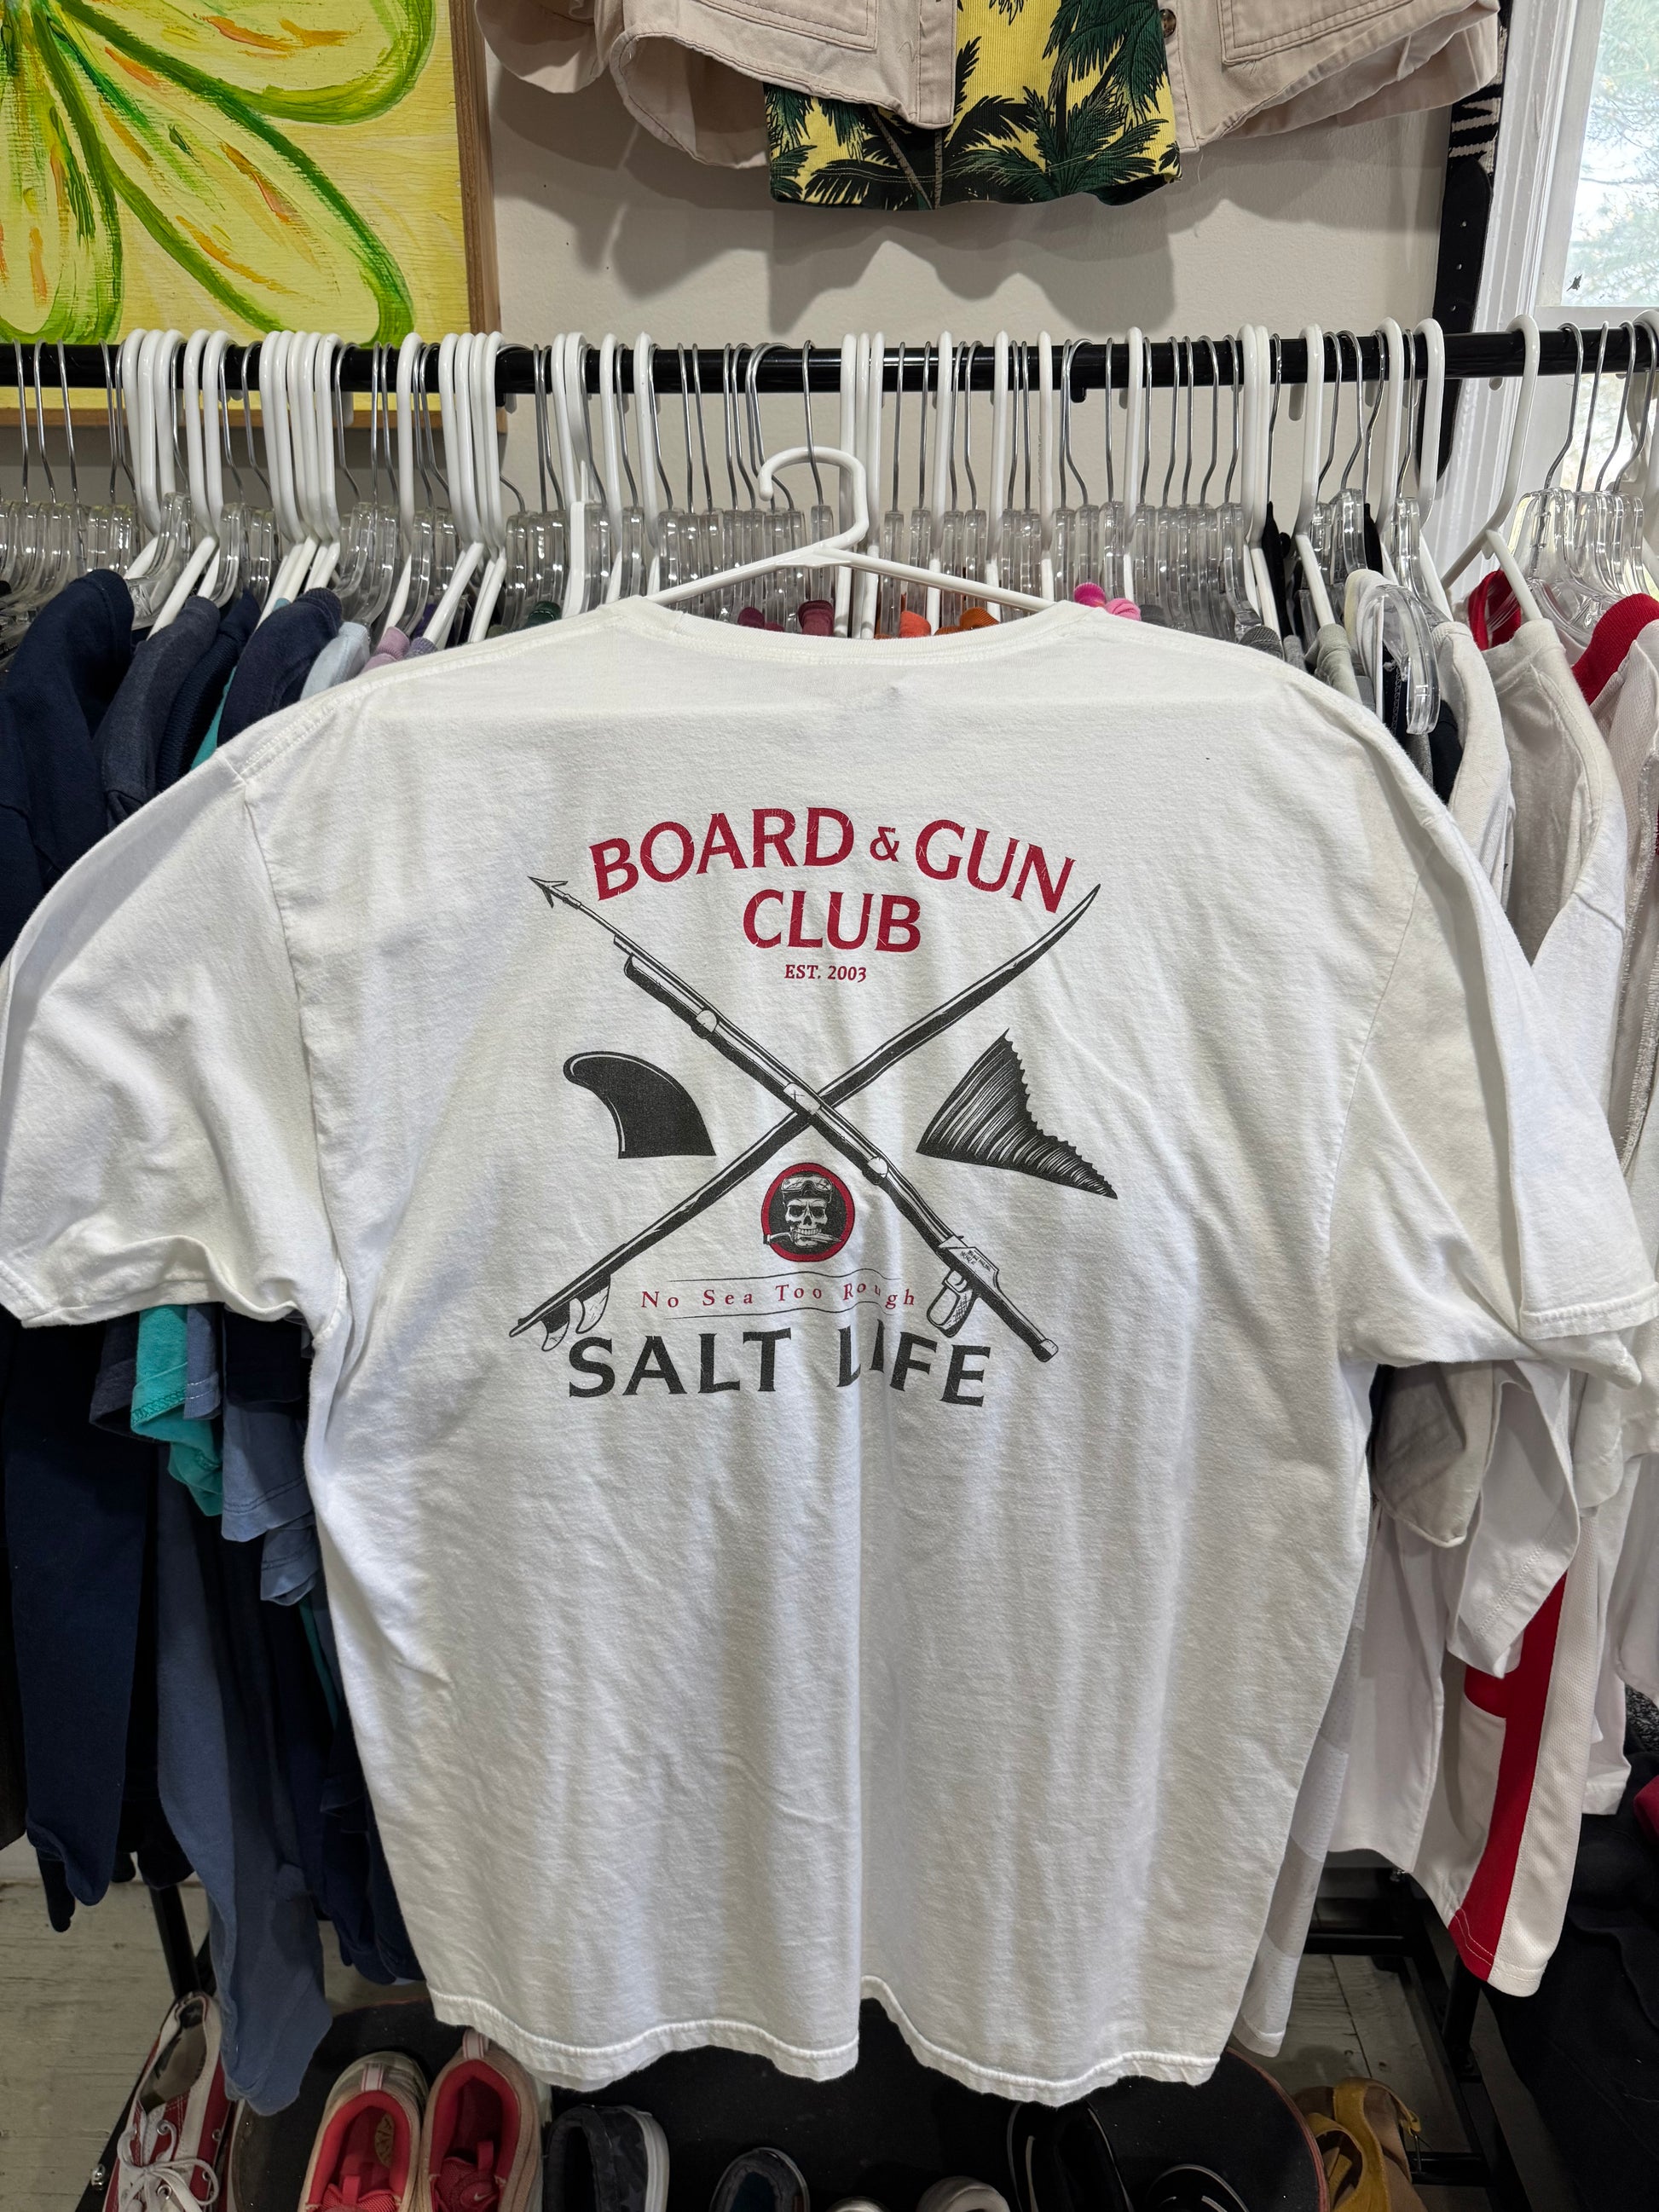 BOARD & GUN
CLUB
EST. 2003
No Sea Too Rough
SALT LIFE